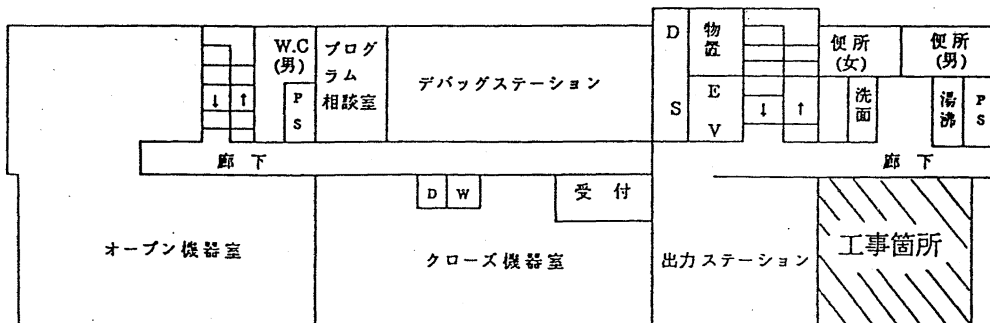 W.C
(男)
P
S
↓ ↑
プログ
ラム
相談室
デバッグステーション
D
S
物置
E
V
↓ ↑
便所
(女)
便所
(男)
洗面
湯沸
P
S
廊下
廊下
D W
受付
オープン機器室
クローズ機器室
出力ステーション
工事箇所